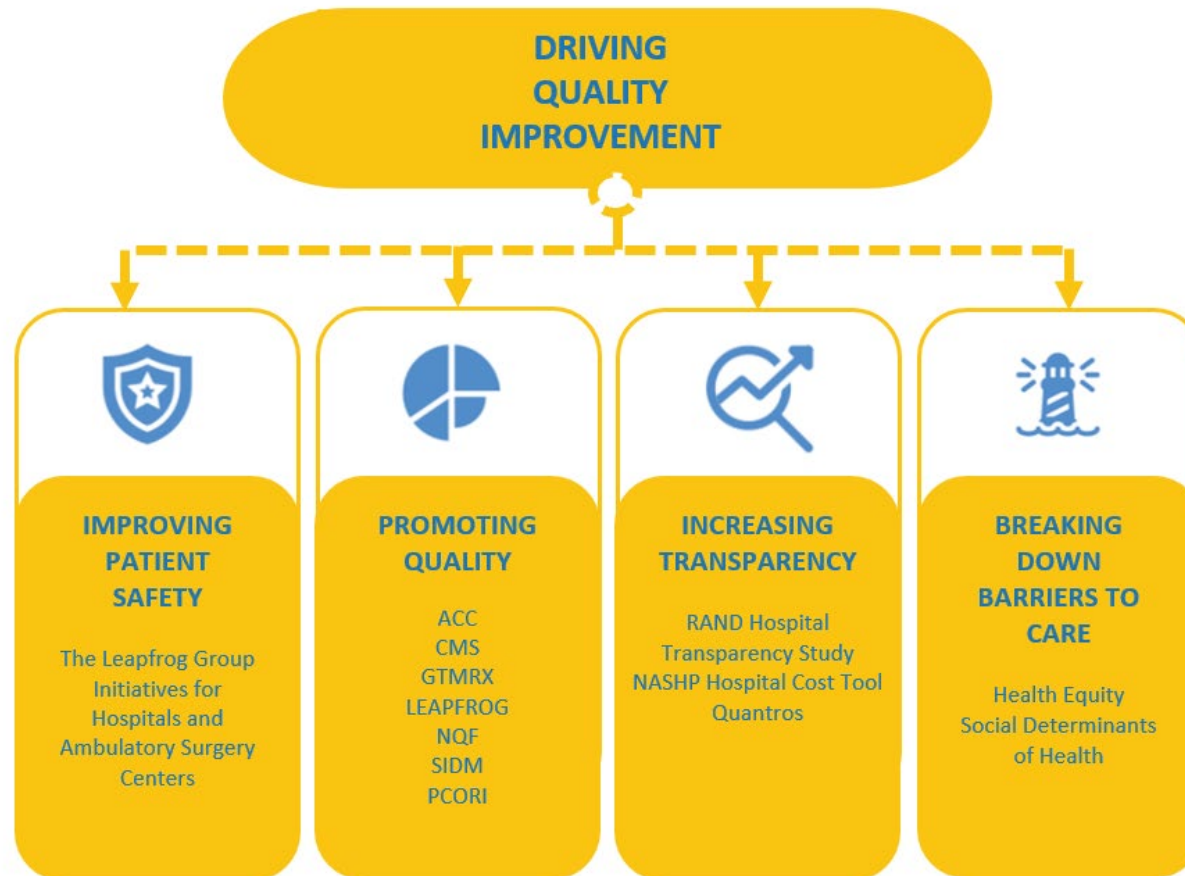 DRIVING
QUALITY
IMPROVEMENT
IMPROVING
PATIENT
SAFETY
The Leapfrog Group
Initiatives for
Hospitals and
Ambulatory Surgery
Centers
PROMOTING
QUALITY
ACC
CMS
GTMRX
LEAPFROG
NQF
SIDM
PCORI
INCREASING
TRANSPARENCY
RAND Hospital
Transparency Study
NASHP Hospital Cost Tool
Quantros
BREAKING
DOWN
BARRIERS TO
CARE
Health Equity
Social Determinants
of Health